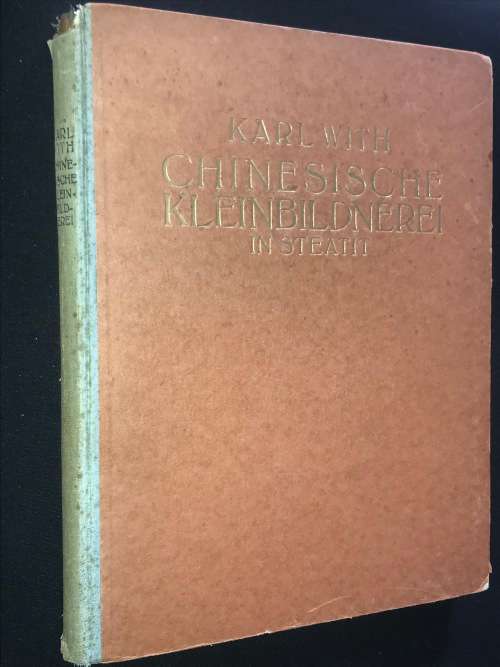 KARL WITH
CHINESISCHE
KLEINBILDNEREI
IN STEATIT
KARL
WITH
CHINE-
SISCHE
KLEIN-
BILD-
NEREI